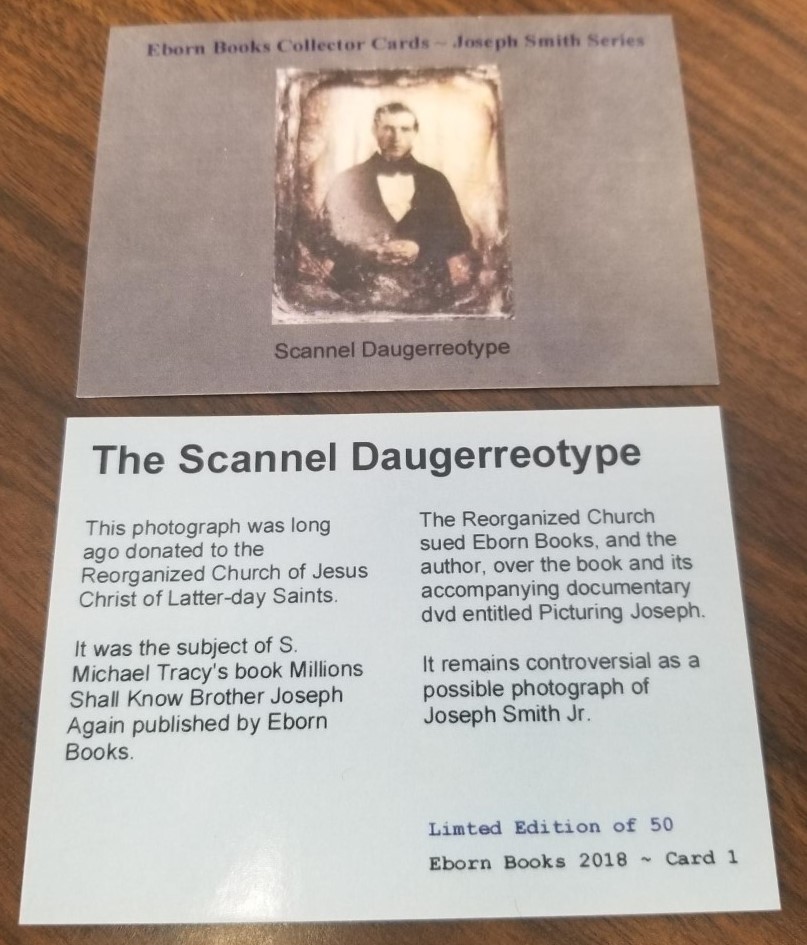 Eborn Books Collector Cards ~ Joseph Smith Series
Scannel Daugerreotype
The Scannel Daugerreotype
This photograph was long
ago donated to the
Reorganized Church of Jesus
Christ of Latter-day Saints.
It was the subject of S.
Michael Tracy's book Millions
Shall Know Brother Joseph
Again published by Eborn
Books.
The Reorganized Church
sued Eborn Books, and the
author, over the book and its
accompanying documentary
dvd entitled Picturing Joseph.
It remains controversial as a
possible photograph of
Joseph Smith Jr.
Limted Edition of 50
Eborn Books 2018 ~ Card 1